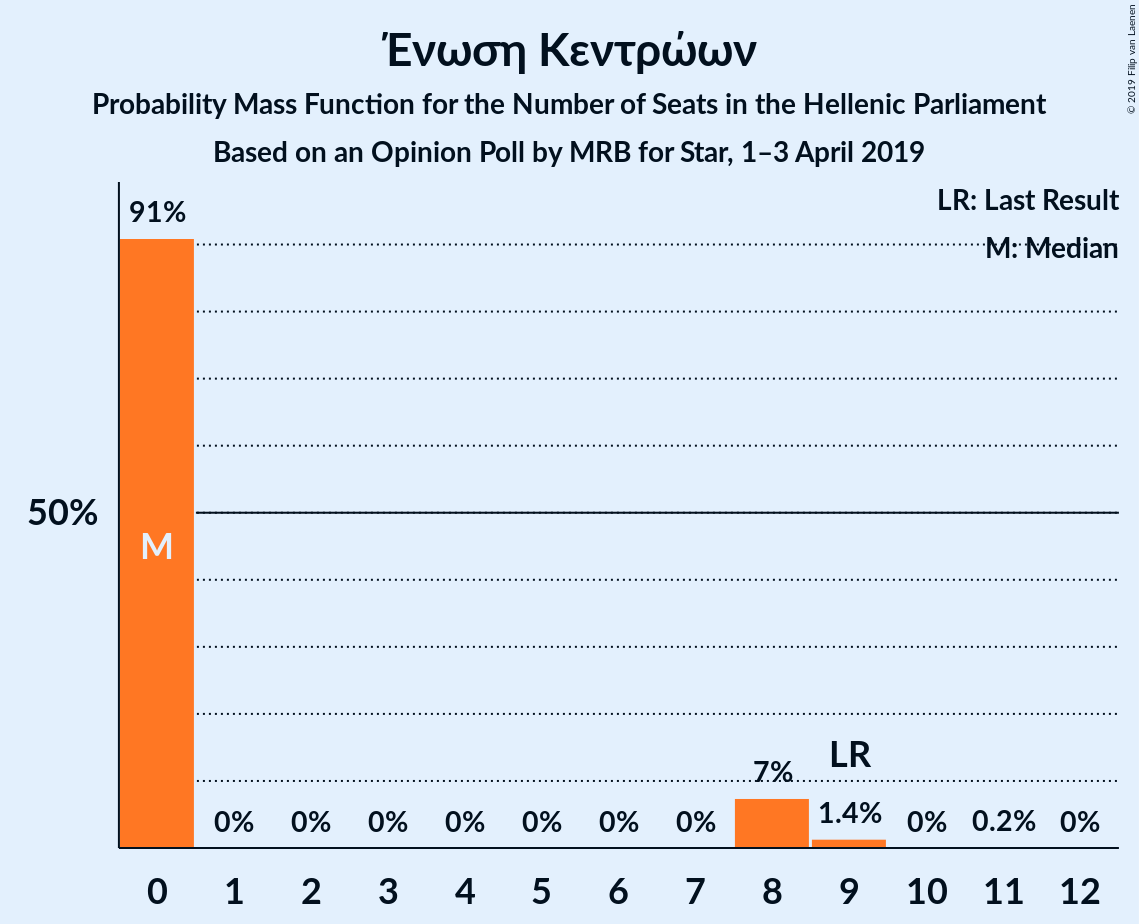 Ένωση Κεντρώων
Probability Mass Function for the Number of Seats in the Hellenic Parliament
Based on an Opinion Poll by MRB for Star, 1–3 April 2019
© 2019 Filip van Laenen
LR: Last Result
M: Median
91%
50%
M
LR
7%
0% 0% 0% 0% 0% 0% 0% 1.4% 0% 0.2% 0%
0 1 2 3 4 5 6 7 8 9 10 11 12